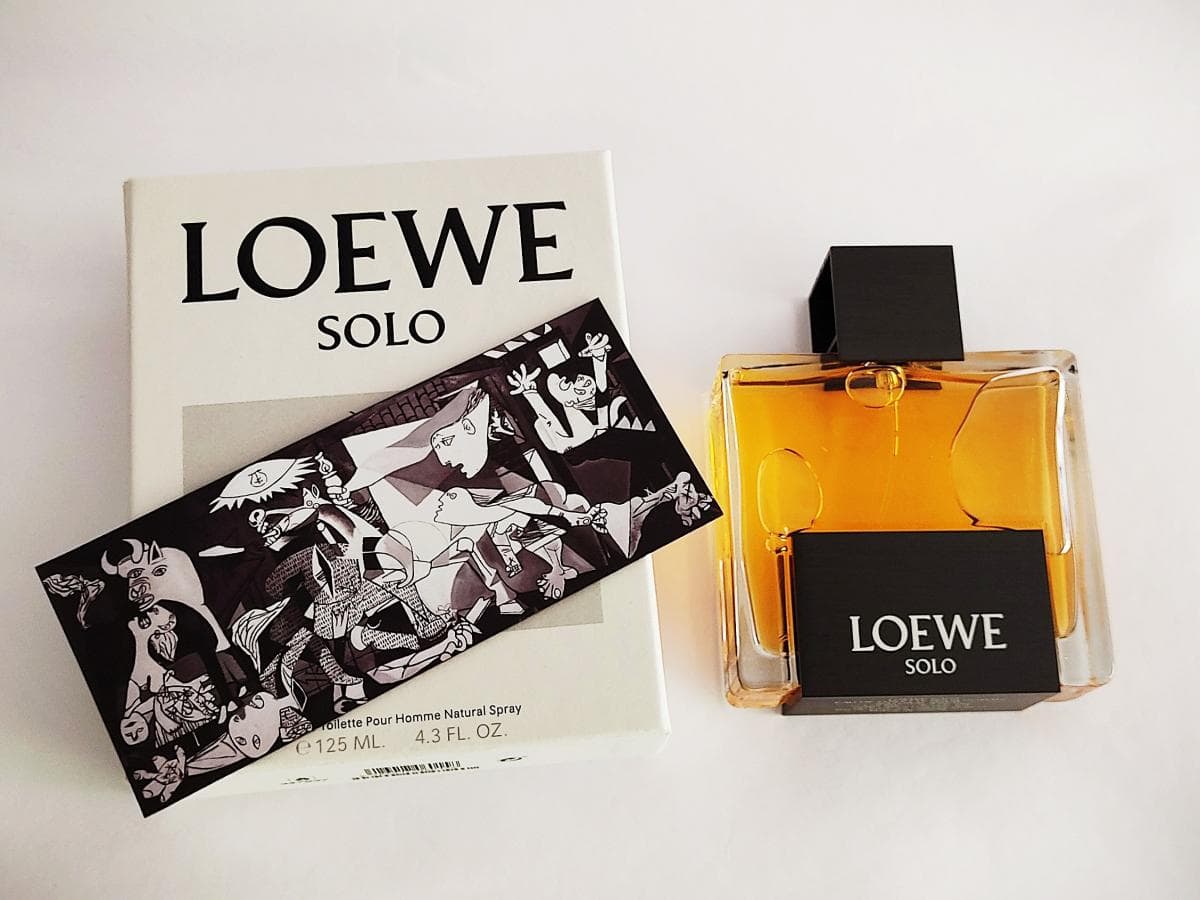 LOEWE
SOLO
Toilette Pour Homme Natural Spray
℮125 ML. 4.3 FL. OZ.
LOEWE
SOLO